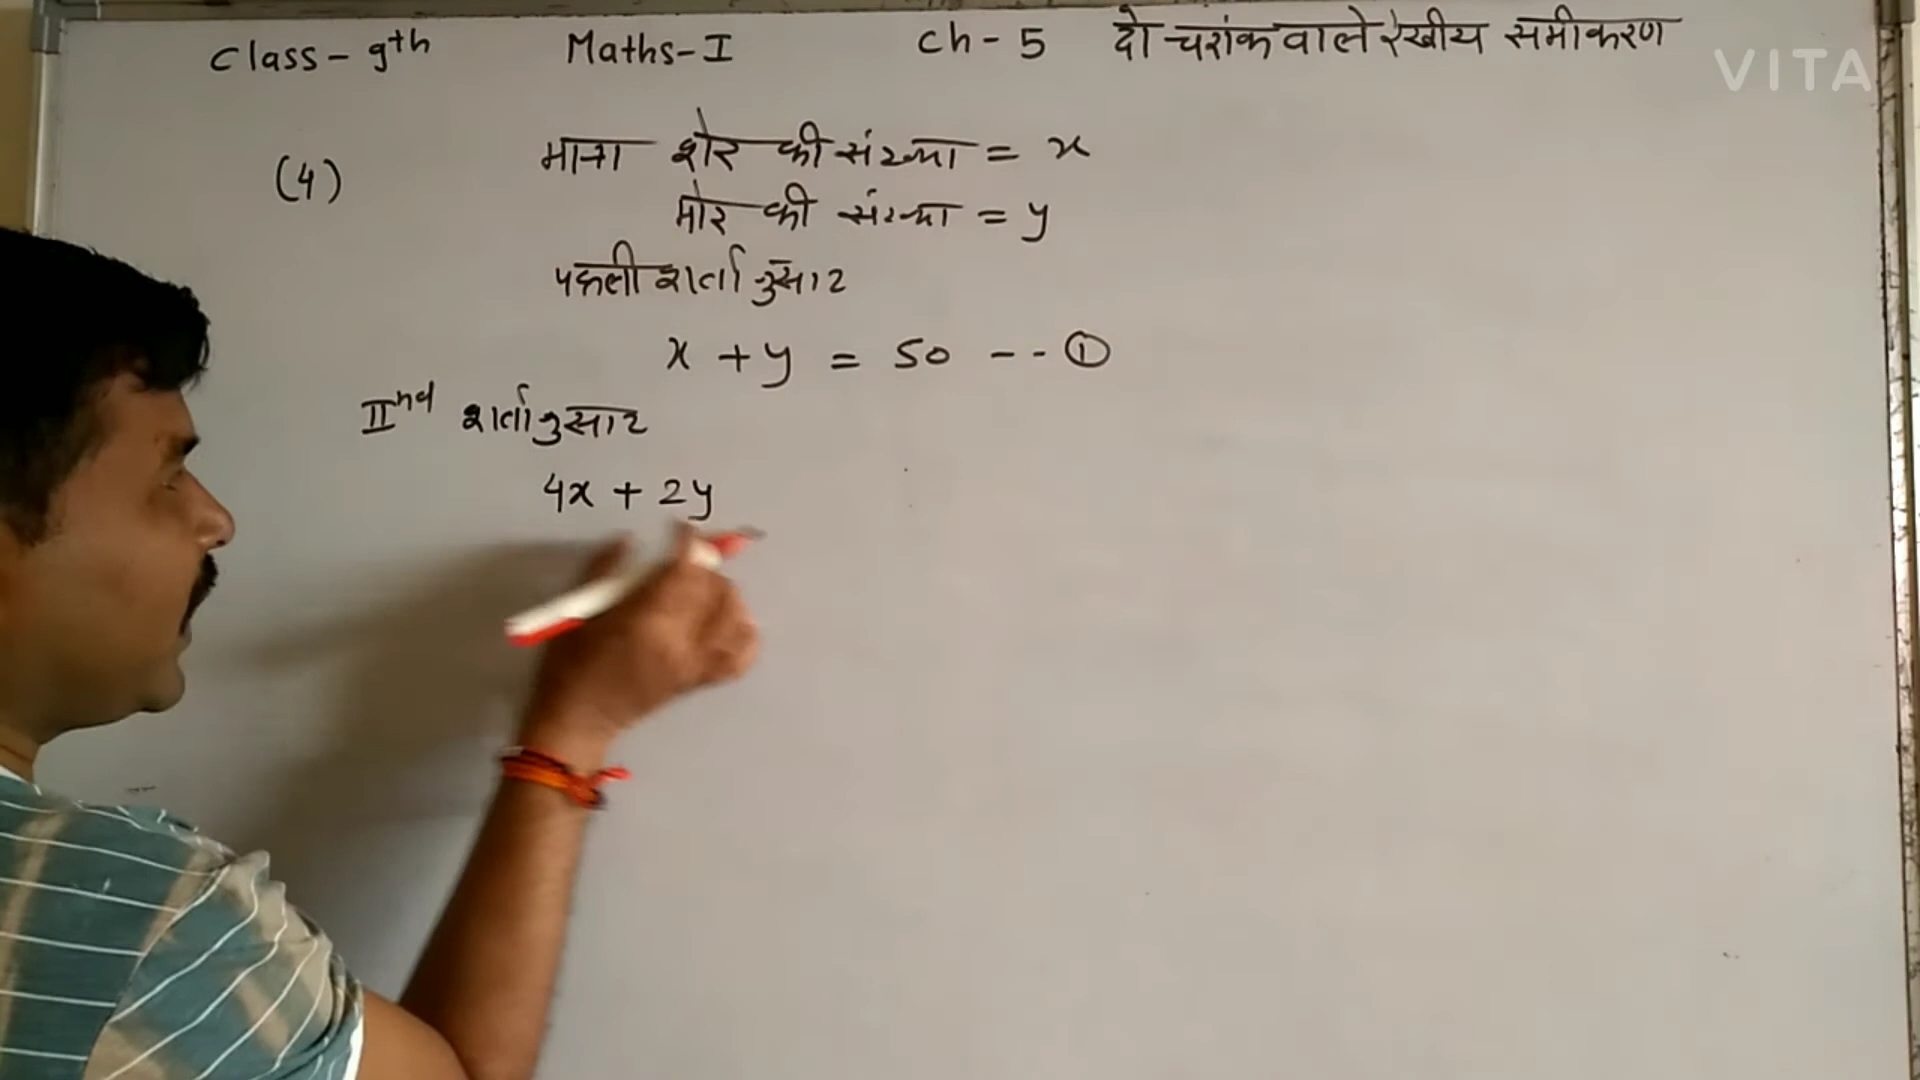 Class - 9th Maths-I Ch - 5 दो चरांक वाले रेखीय समीकरण
VITA
(4) माना शेर की संख्या = x
मोर की संख्या = y
पहली शर्तानुसार
x + y = 50 -- ①
IInd शर्तानुसार
4x + 2y